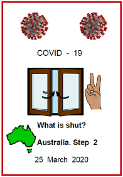 COVID - 19
What is shut?
Australia. Step 2
25 March 2020